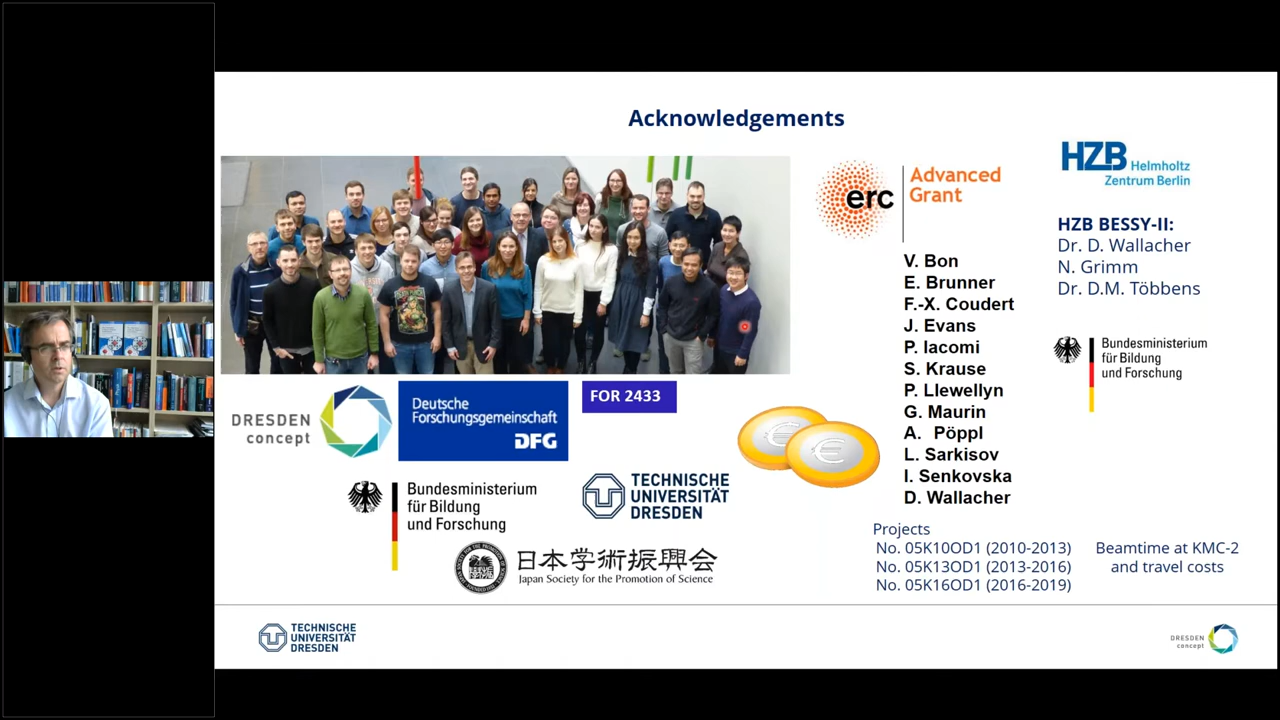 Acknowledgements
erc
Advanced
Grant
HZB Helmholtz
Zentrum Berlin
HZB BESSY-II:
Dr. D. Wallacher
N. Grimm
Dr. D.M. Többens
V. Bon
E. Brunner
F.-X. Coudert
J. Evans
P. Iacomi
S. Krause
P. Llewellyn
G. Maurin
A. Pöppl
L. Sarkisov
I. Senkovska
D. Wallacher
Bundesministerium
für Bildung
und Forschung
DRESDEN
concept
Deutsche
Forschungsgemeinschaft
DFG
FOR 2433
Bundesministerium
für Bildung
und Forschung
TECHNISCHE
UNIVERSITÄT
DRESDEN
日本学術振興会
Japan Society for the Promotion of Science
Projects
No. 05K10OD1 (2010-2013)
No. 05K13OD1 (2013-2016)
No. 05K16OD1 (2016-2019)
Beamtime at KMC-2
and travel costs
TECHNISCHE
UNIVERSITÄT
DRESDEN
DRESDEN
concept